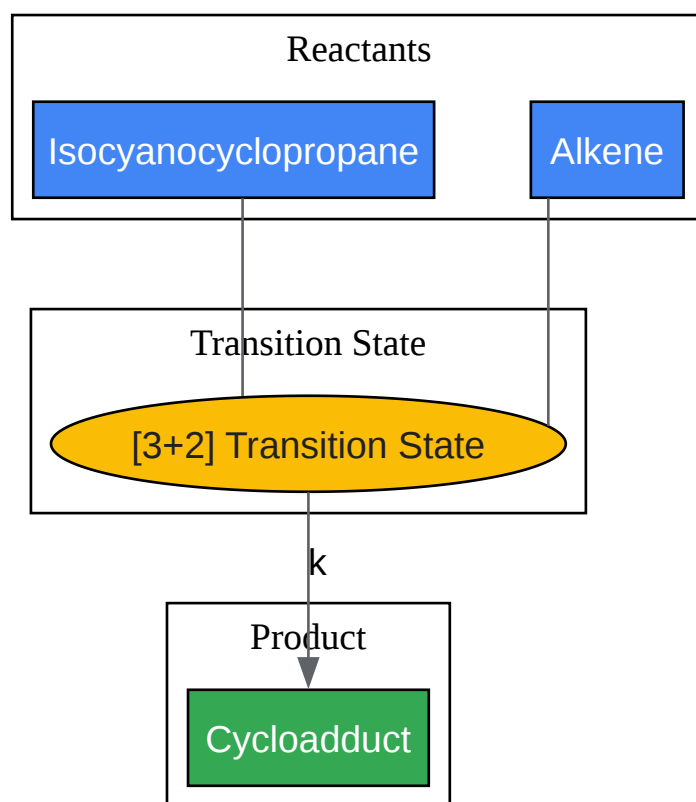 Reactants
Isocyanocyclopropane
Alkene
Transition State
[3+2] Transition State
k
Product
Cycloadduct